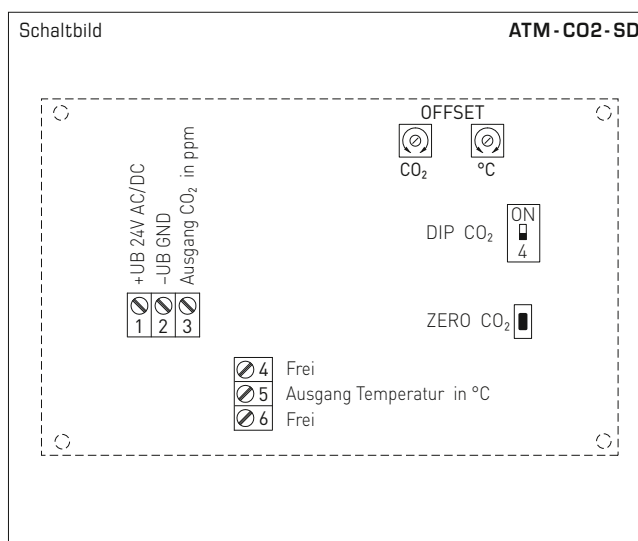 Schaltbild
ATM-CO2-SD
OFFSET
CO₂ °C
+UB 24V AC/DC
–UB GND
Ausgang CO₂ in ppm
1 2 3
DIP CO₂
ON
4
ZERO CO₂
4 Frei
5 Ausgang Temperatur in °C
6 Frei